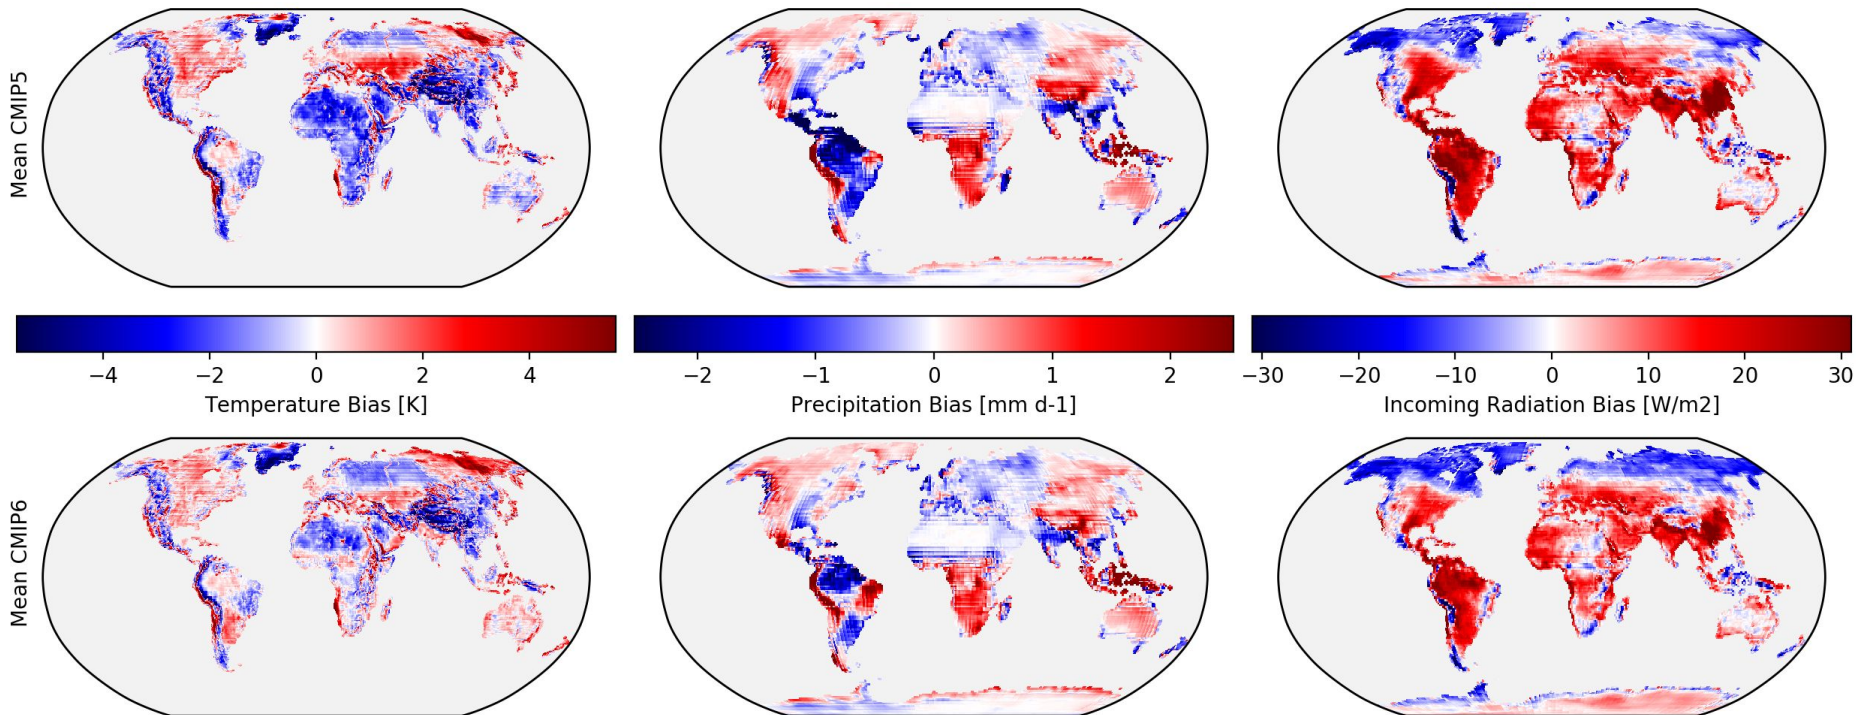 Mean CMIP5
−4 −2 0 2 4
Temperature Bias [K]
−2 −1 0 1 2
Precipitation Bias [mm d-1]
−30 −20 −10 0 10 20 30
Incoming Radiation Bias [W/m2]
Mean CMIP6